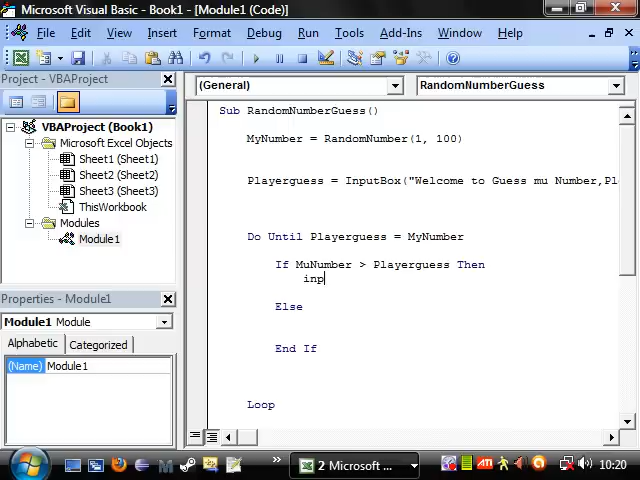 Microsoft Visual Basic - Book1 - [Module1 (Code)]
File Edit View Insert Format Debug Run Tools Add-Ins Window Help
Project - VBAProject
(General)
RandomNumberGuess
VBAProject (Book1)
Microsoft Excel Objects
Sheet1 (Sheet1)
Sheet2 (Sheet2)
Sheet3 (Sheet3)
ThisWorkbook
Modules
Module1
Properties - Module1
Module1 Module
Alphabetic Categorized
(Name) Module1
Sub RandomNumberGuess()
MyNumber = RandomNumber(1, 100)
Playerguess = InputBox("Welcome to Guess mu Number,Ple
Do Until Playerguess = MyNumber
If MuNumber > Playerguess Then
inp
Else
End If
Loop
2 Microsoft ...
ATI
11:20